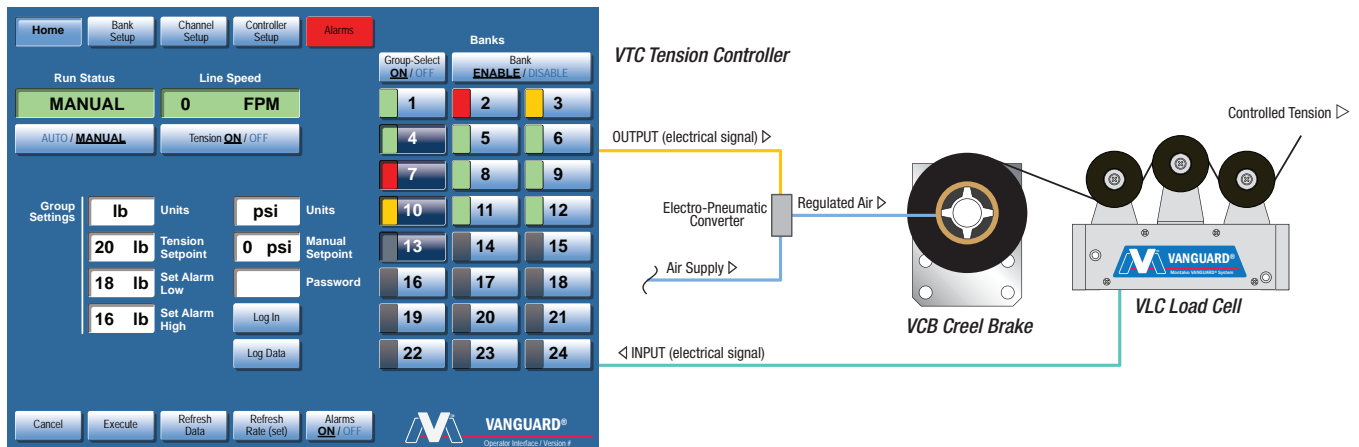 Home
Bank
Setup
Channel
Setup
Controller
Setup
Alarms
Run Status
Line Speed
MANUAL
0 FPM
AUTO / MANUAL
Tension ON / OFF
Group
Settings
lb Units
20 lb Tension
Setpoint
18 lb Set Alarm
Low
16 lb Set Alarm
High
psi Units
0 psi Manual
Setpoint
Password
Log In
Log Data
Banks
Group-Select
ON / OFF
Bank
ENABLE / DISABLE
1 2 3
4 5 6
7 8 9
10 11 12
13 14 15
16 17 18
19 20 21
22 23 24
Cancel
Execute
Refresh
Data
Refresh
Rate (set)
Alarms
ON / OFF
VANGUARD®
Operator Interface / Version #
VTC Tension Controller
OUTPUT (electrical signal) ▷
Electro-Pneumatic
Converter
Regulated Air ▷
Air Supply ▷
◁ INPUT (electrical signal)
VCB Creel Brake
Controlled Tension ▷
VANGUARD®
Montalvo VANGUARD® System
VLC Load Cell